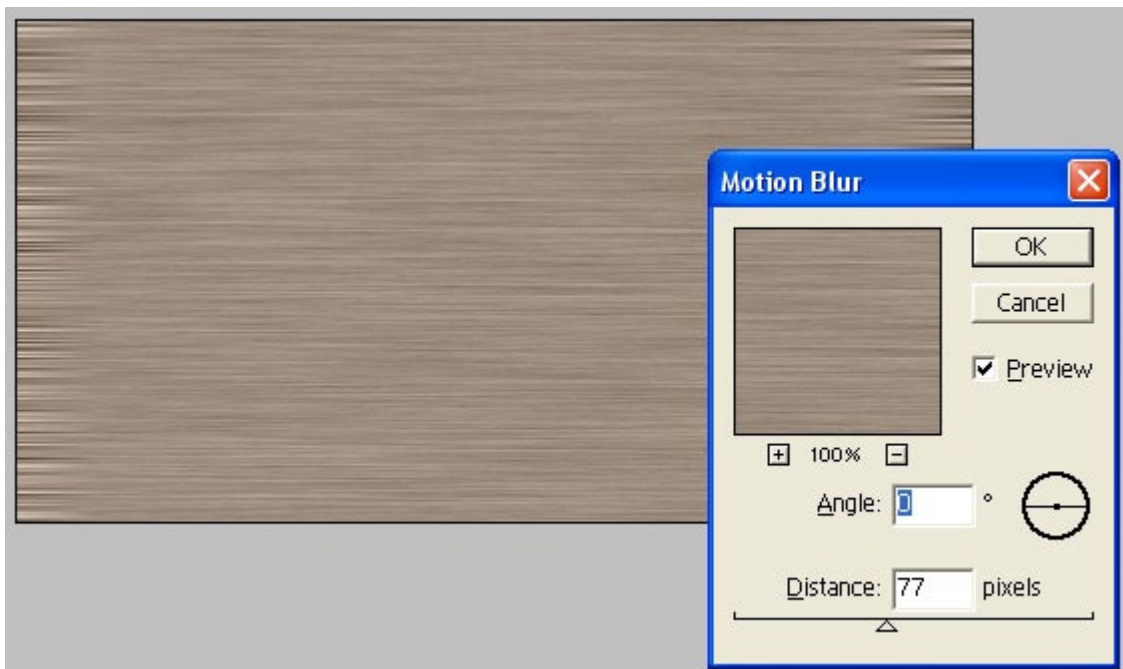 Motion Blur
OK
Cancel
Preview
100%
Angle: 0 °
Distance: 77 pixels